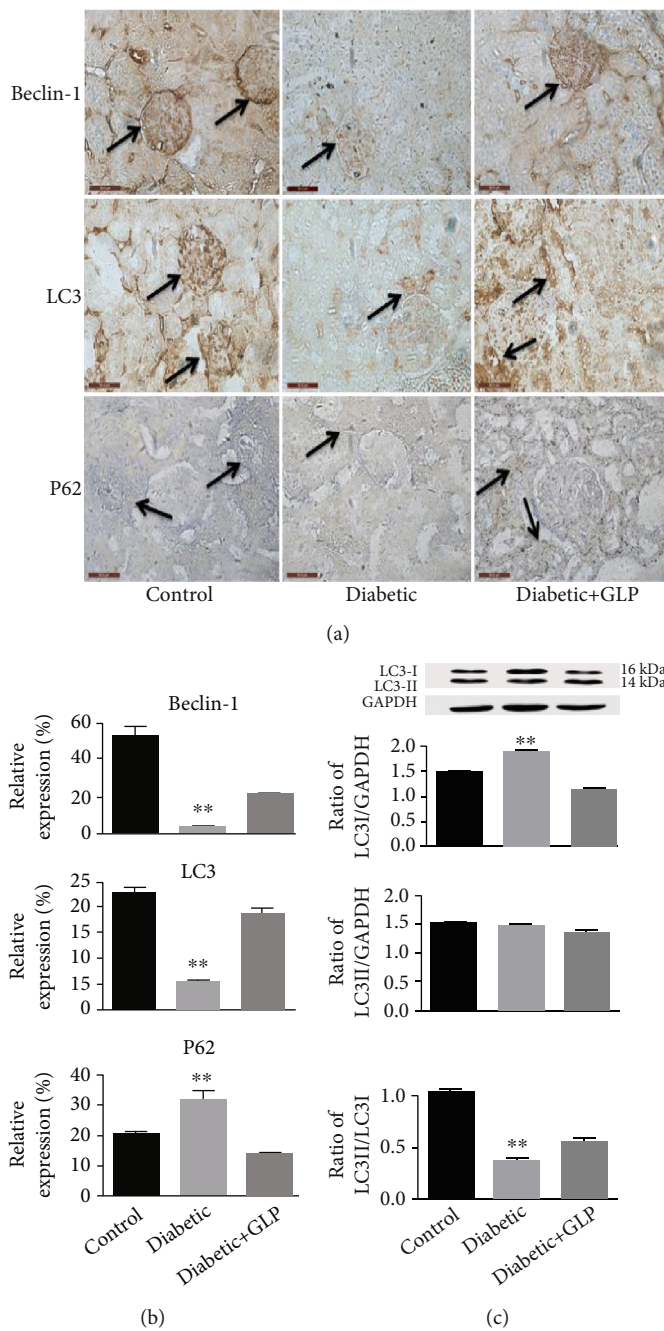 Beclin-1
LC3
P62
Control Diabetic Diabetic+GLP
(a)
Beclin-1
Relative
expression (%)
60
40
20
0
**
LC3
Relative
expression (%)
25
20
15
10
15
10
**
P62
Relative
expression (%)
40
30
20
10
0
**
Control
Diabetic
Diabetic+GLP
(b)
LC3-I
LC3-II
GAPDH
16 kDa
14 kDa
Ratio of
LC3I/GAPDH
2.0
1.5
1.0
0.0
**
Ratio of
LC3II/GAPDH
2.0
1.5
1.0
0.5
0.0
Ratio of
LC3II/LC3I
1.0
0.5
0.0
**
Control
Diabetic
Diabetic+GLP
(c)